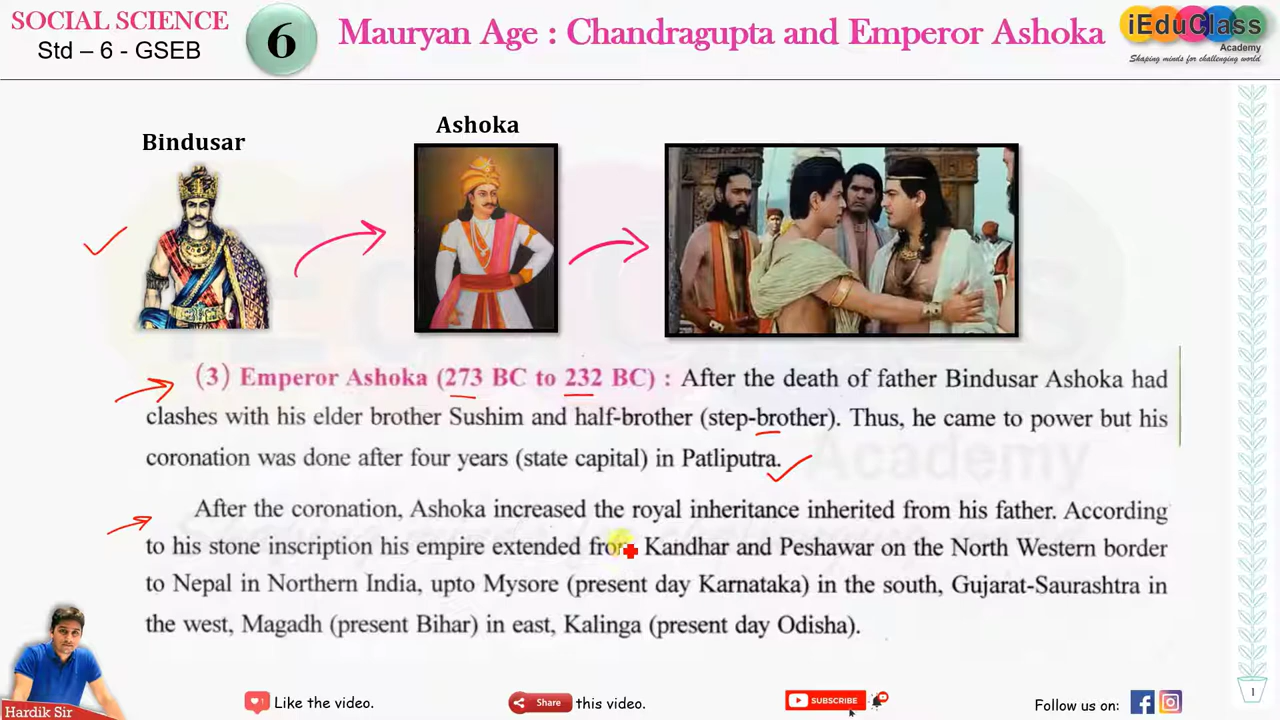 SOCIAL SCIENCE
Std – 6 - GSEB
6
Mauryan Age : Chandragupta and Emperor Ashoka
iEduClass
Academy
Shaping minds for challenging world
Bindusar
Ashoka
(3) Emperor Ashoka (273 BC to 232 BC) : After the death of father Bindusar Ashoka had
clashes with his elder brother Sushim and half-brother (step-brother). Thus, he came to power but his
coronation was done after four years (state capital) in Patliputra.
After the coronation, Ashoka increased the royal inheritance inherited from his father. According
to his stone inscription his empire extended from Kandhar and Peshawar on the North Western border
to Nepal in Northern India, upto Mysore (present day Karnataka) in the south, Gujarat-Saurashtra in
the west, Magadh (present Bihar) in east, Kalinga (present day Odisha).
Academy
Hardik Sir
Like the video.
Share this video.
SUBSCRIBE
Follow us on:
1